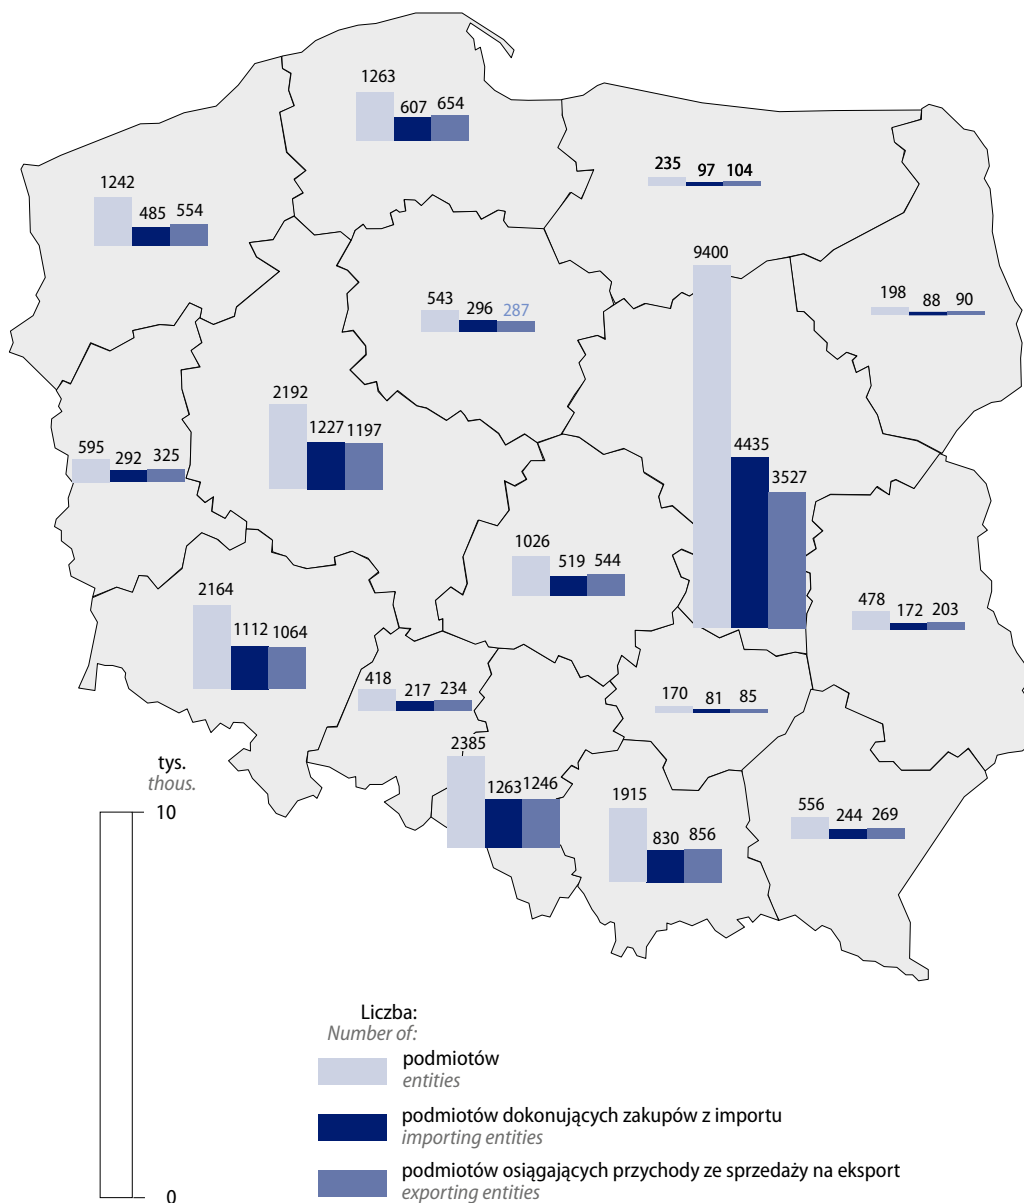 1263
607 654
235 97 104
1242
485 554
9400
4435
3527
198 88 90
543 296 287
2192
1227 1197
595 292 325
1026
519 544
478 172 203
2164
1112 1064
418 217 234
170 81 85
2385
1263 1246
1915
830 856
556 244 269
tys.
thous.
10
0
Liczba:
Number of:
podmiotów
entities
podmiotów dokonujących zakupów z importu
importing entities
podmiotów osiągających przychody ze sprzedaży na eksport
exporting entities